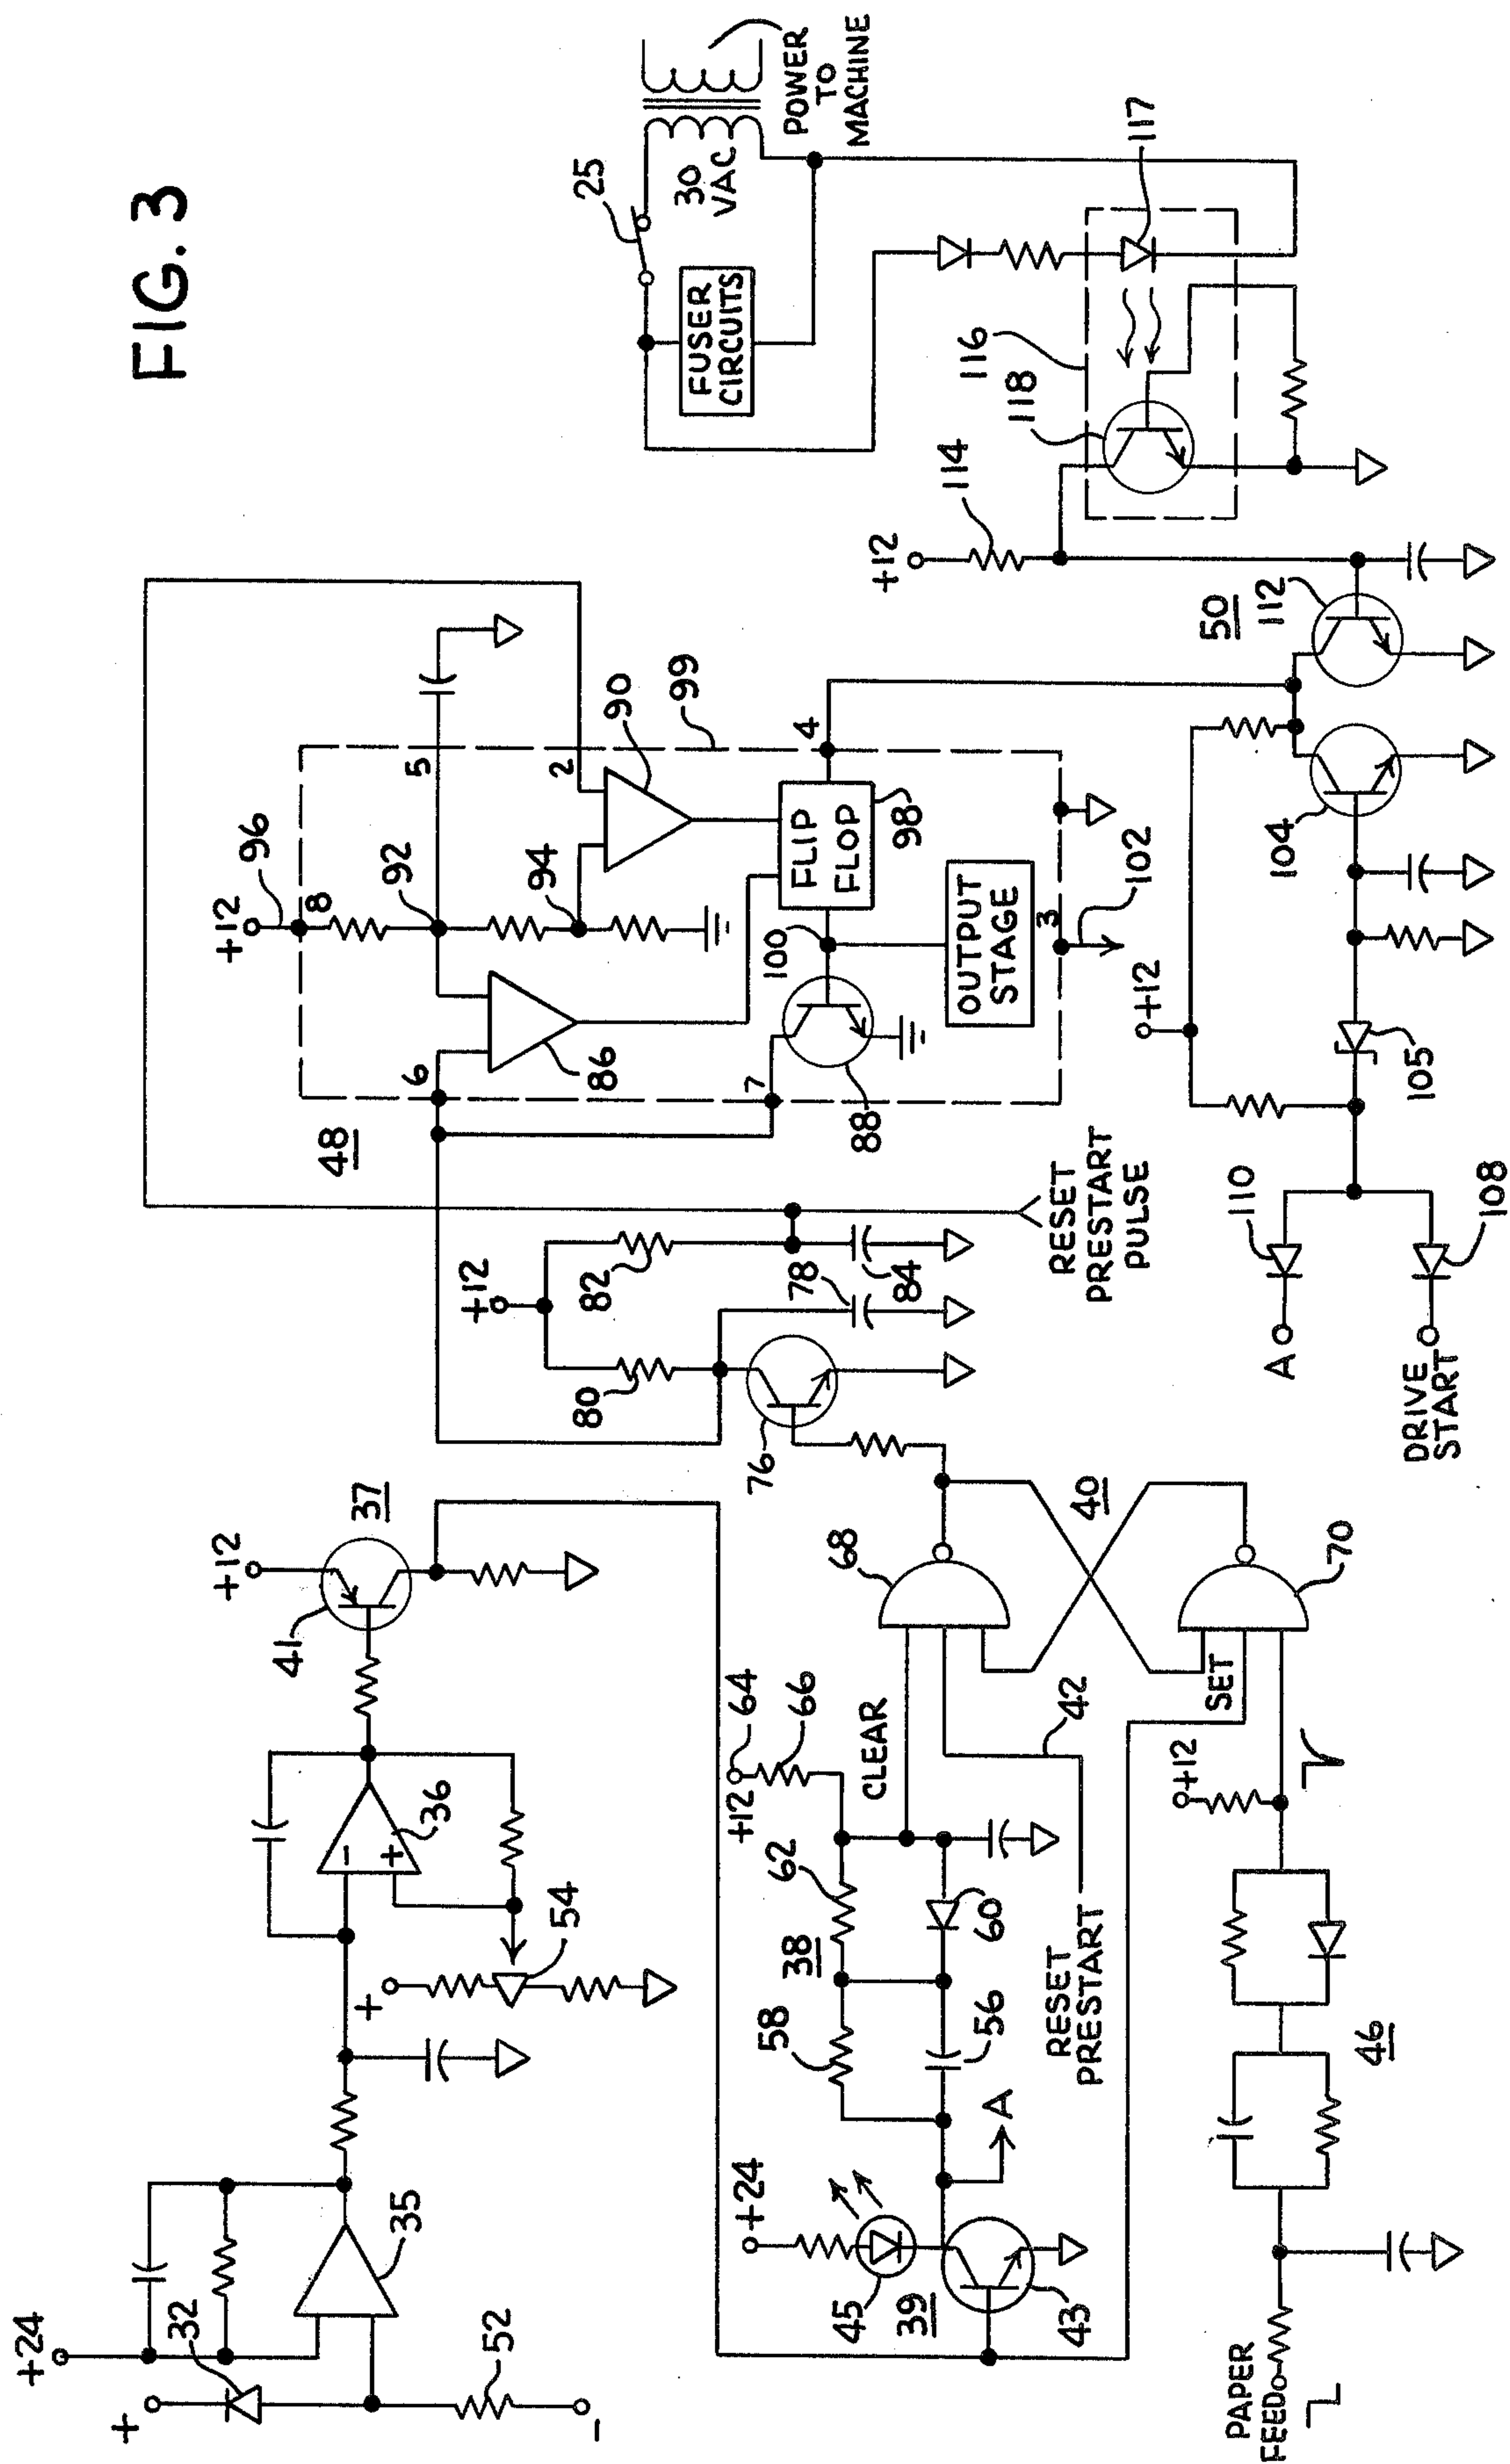 FIG. 3
+24
+
32
35
52
-
-
+
36
+
54
41
+12
37
+24
45
39
43
A
58
38
56
62
60
+12
64
66
CLEAR
RESET
PRESTART
42
68
40
SET
70
PAPER
FEED
46
+12
76
80
+12
82
78
84
RESET
PRESTART
PULSE
48
6
86
+12
96
8
92
5
94
2
90
99
7
88
100
FLIP
FLOP
98
4
OUTPUT
STAGE
3
102
+12
A
110
DRIVE
START
108
105
104
50
112
+12
114
118
116
117
FUSER
CIRCUITS
25
30
VAC
POWER
TO
MACHINE